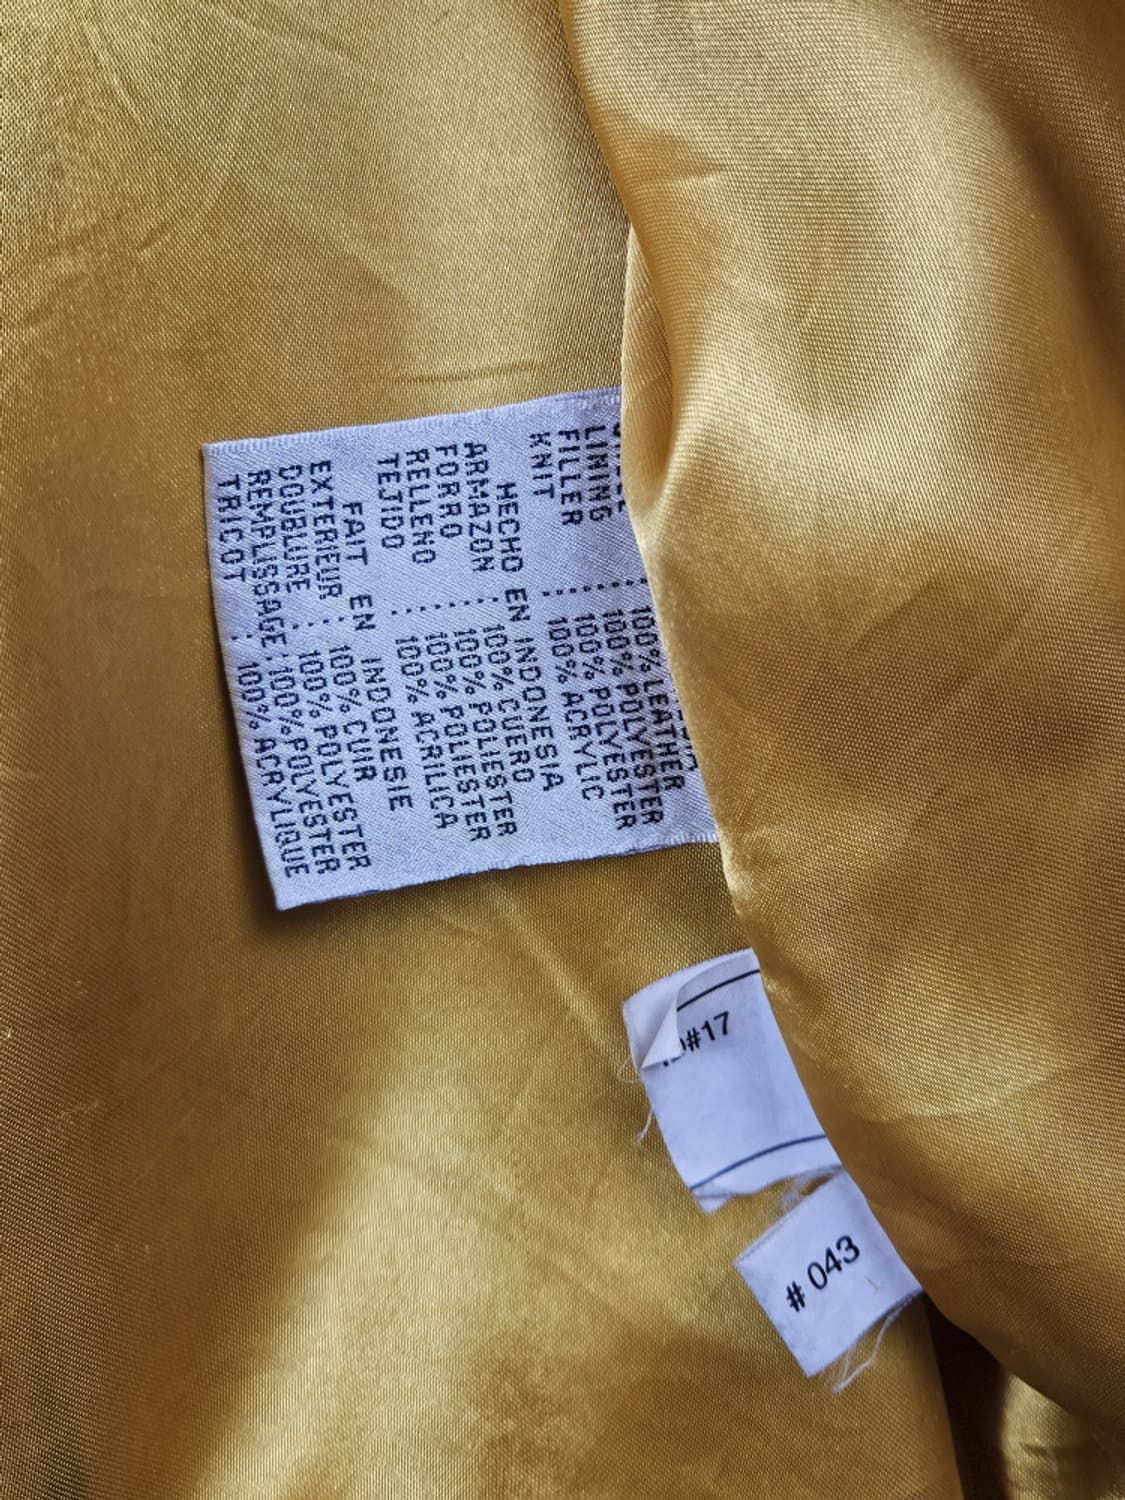 100% LEATHER
LINING : 100% POLYESTER
FILLER : 100% POLYESTER
KNIT : 100% ACRYLIC
HECHO EN INDONESIA
ARMAZON : 100% CUERO
FORRO : 100% POLIESTER
RELLENO : 100% POLIESTER
TEJIDO : 100% ACRILICA
FAIT EN INDONESIE
EXTERIEUR : 100% CUIR
DOUBLURE : 100% POLYESTER
REMPLISSAGE : 100% POLYESTER
TRICOT : 100% ACRYLIQUE
#17
# 043